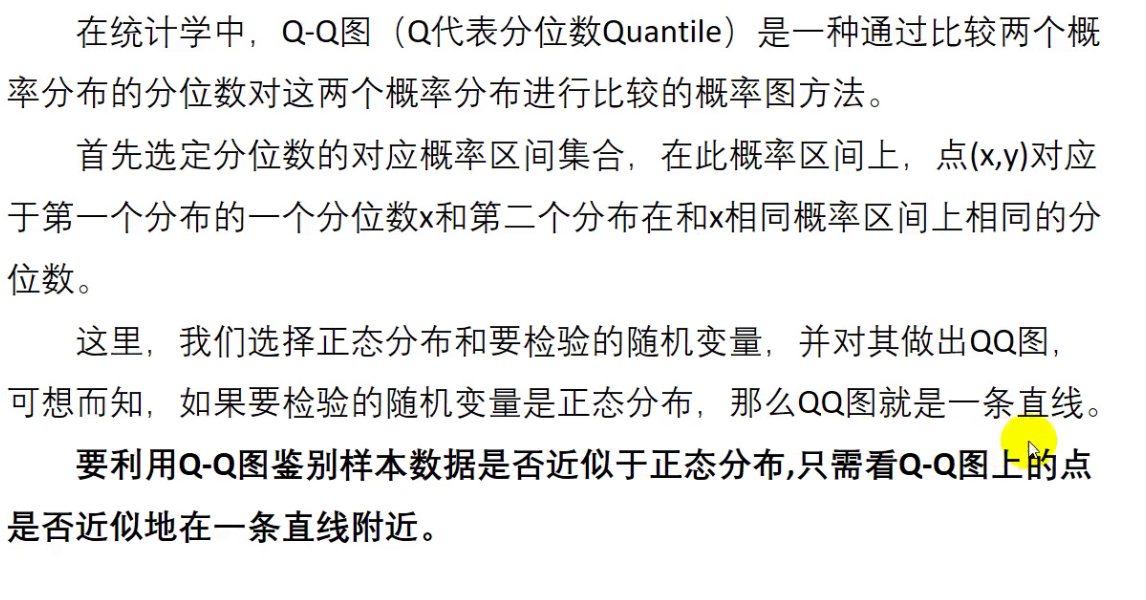 在统计学中，Q-Q图（Q代表分位数Quantile）是一种通过比较两个概
率分布的分位数对这两个概率分布进行比较的概率图方法。
首先选定分位数的对应概率区间集合，在此概率区间上，点(x,y)对应
于第一个分布的一个分位数x和第二个分布在和x相同概率区间上相同的分
位数。
这里，我们选择正态分布和要检验的随机变量，并对其做出QQ图，
可想而知，如果要检验的随机变量是正态分布，那么QQ图就是一条直线。
要利用Q-Q图鉴别样本数据是否近似于正态分布,只需看Q-Q图上的点
是否近似地在一条直线附近。